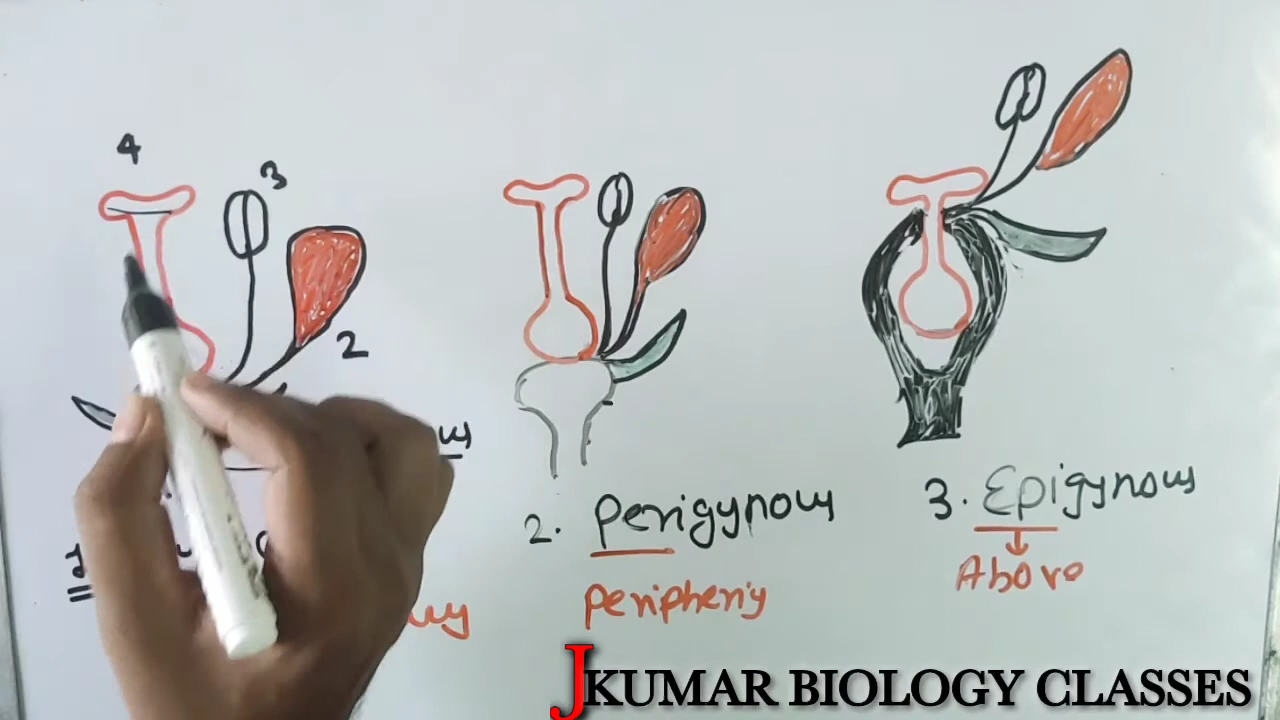 4
3
2
2. Perigynous
3. Epigynous
Periphery
Above
JKUMAR BIOLOGY CLASSES